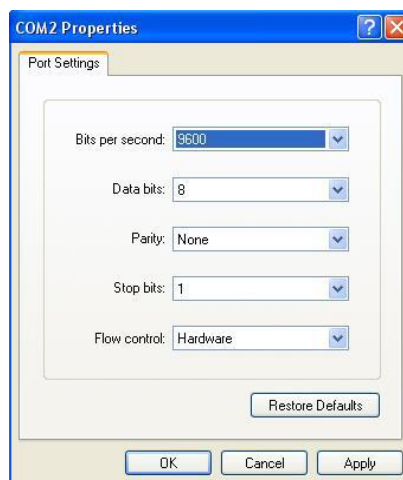 COM2 Properties
Port Settings
Bits per second: 9600
Data bits: 8
Parity: None
Stop bits: 1
Flow control: Hardware
Restore Defaults
OK Cancel Apply